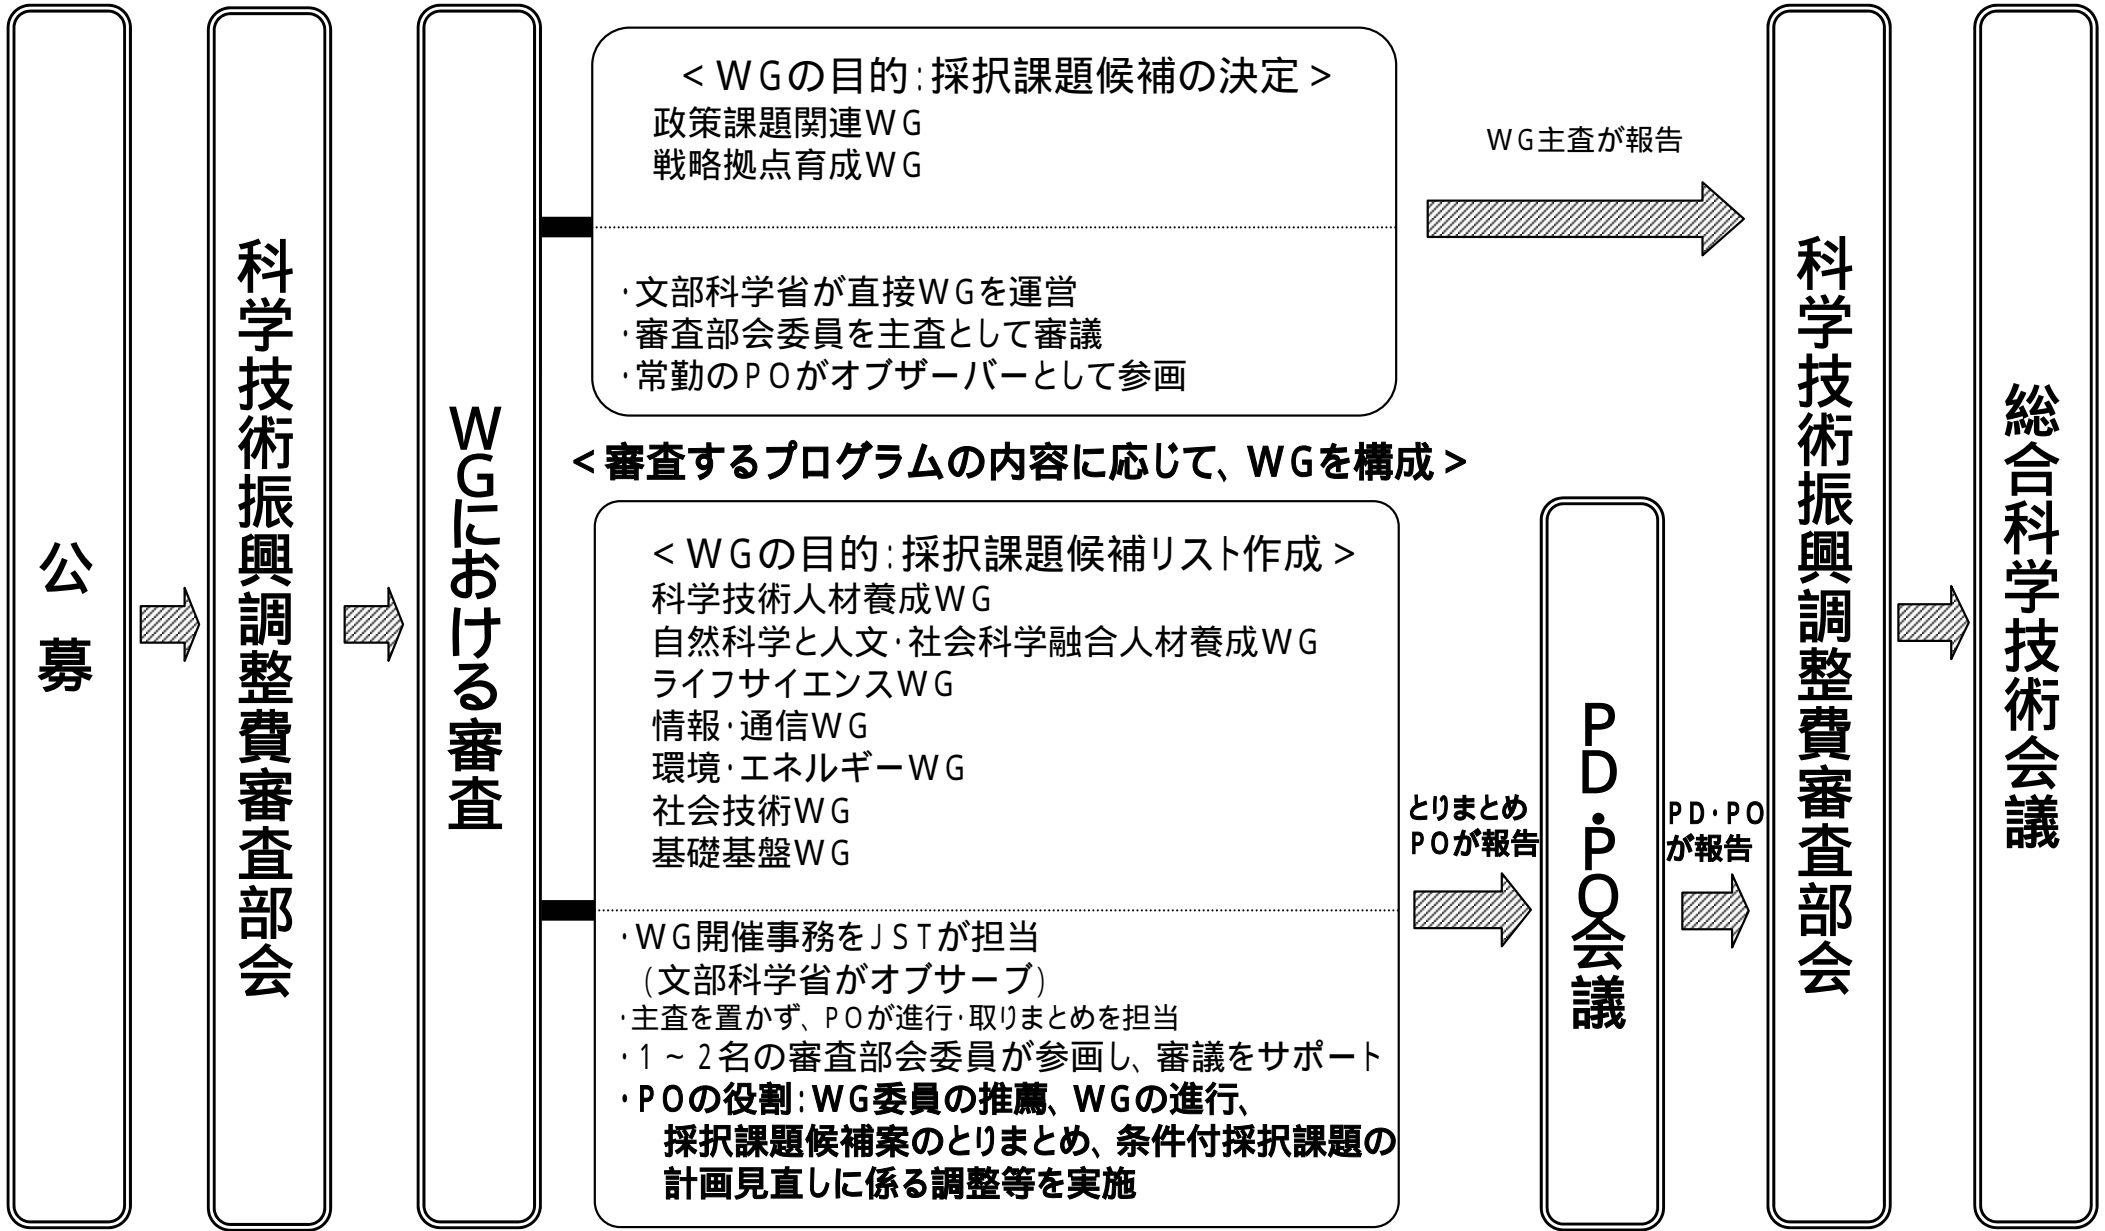 公募
科学技術振興調整費審査部会
WGにおける審査
<WGの目的:採択課題候補の決定>
政策課題関連WG
戦略拠点育成WG
・文部科学省が直接WGを運営
・審査部会委員を主査として審議
・常勤のPOがオブザーバーとして参画
WG主査が報告
<審査するプログラムの内容に応じて、WGを構成>
<WGの目的:採択課題候補リスト作成>
科学技術人材養成WG
自然科学と人文・社会科学融合人材養成WG
ライフサイエンスWG
情報・通信WG
環境・エネルギーWG
社会技術WG
基礎基盤WG
・WG開催事務をJSTが担当
(文部科学省がオブサーブ)
・主査を置かず、POが進行・取りまとめを担当
・1~2名の審査部会委員が参画し、審議をサポート
・POの役割:WG委員の推薦、WGの進行、
採択課題候補案のとりまとめ、条件付採択課題の
計画見直しに係る調整等を実施
とりまとめ
POが報告
PD・PO会議
PD・PO
が報告
科学技術振興調整費審査部会
総合科学技術会議